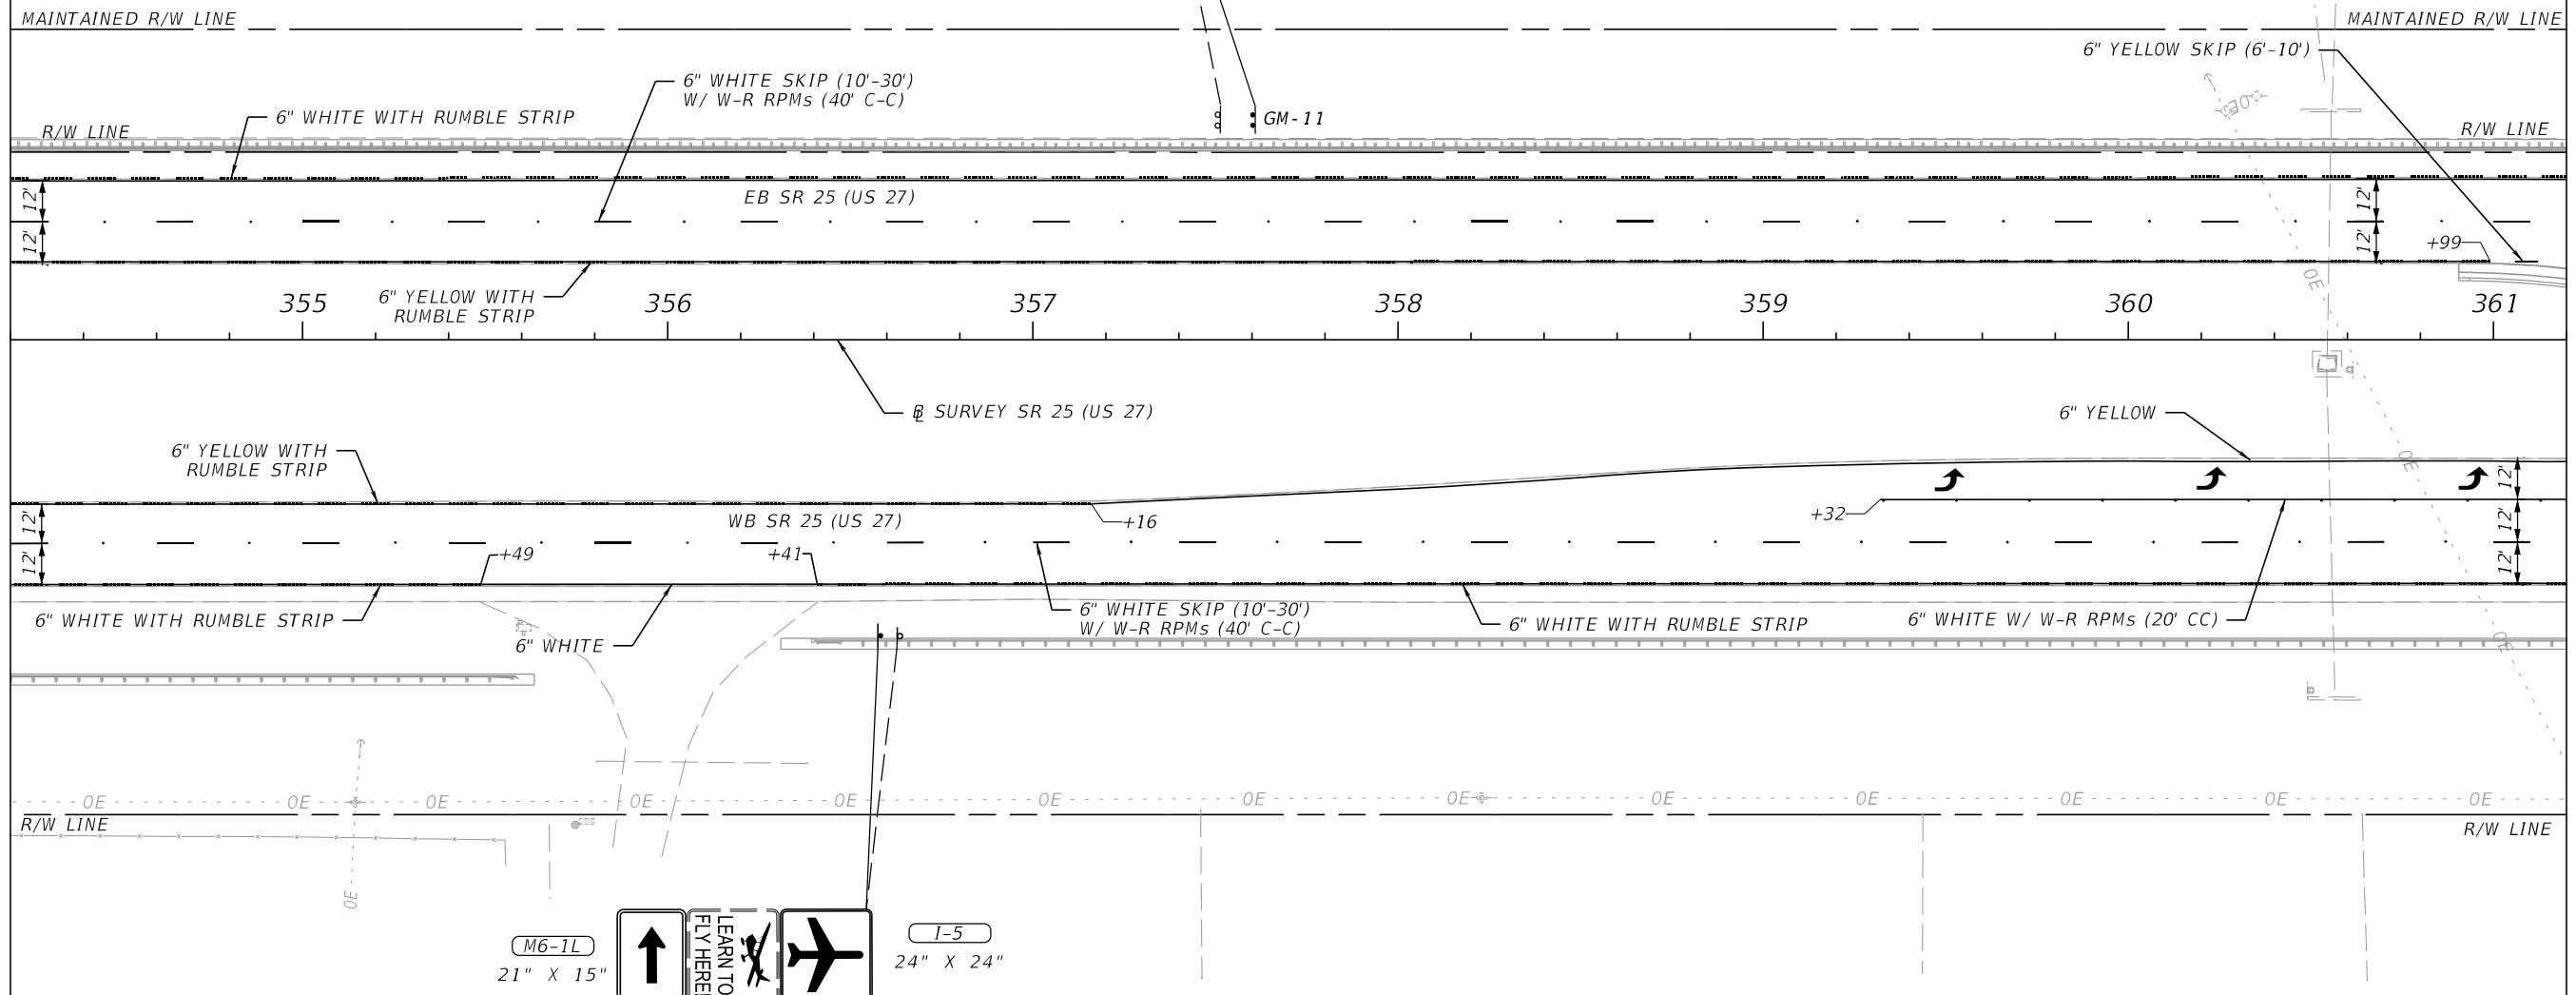 MAINTAINED R/W LINE
MAINTAINED R/W LINE
6" YELLOW SKIP (6'-10')
6" WHITE SKIP (10'-30')
W/ W-R RPMs (40' C-C)
6" WHITE WITH RUMBLE STRIP
GM-11
OE
R/W LINE
R/W LINE
12'
EB SR 25 (US 27)
12'
12'
12'
+99
OE
6" YELLOW WITH
RUMBLE STRIP
355
356
357
358
359
360
361
BL SURVEY SR 25 (US 27)
6" YELLOW
6" YELLOW WITH
RUMBLE STRIP
OE
12'
12'
WB SR 25 (US 27)
+16
+32
12'
12'
+49
+41
12'
12'
6" WHITE WITH RUMBLE STRIP
6" WHITE
6" WHITE SKIP (10'-30')
W/ W-R RPMs (40' C-C)
6" WHITE WITH RUMBLE STRIP
6" WHITE W/ W-R RPMs (20' CC)
OE
OE
OE
OE
OE
OE
OE
OE
OE
OE
OE
OE
OE
OE
R/W LINE
R/W LINE
OE
M6-1L
21" X 15"
LEARN TO
FLY HERE!
I-5
24" X 24"